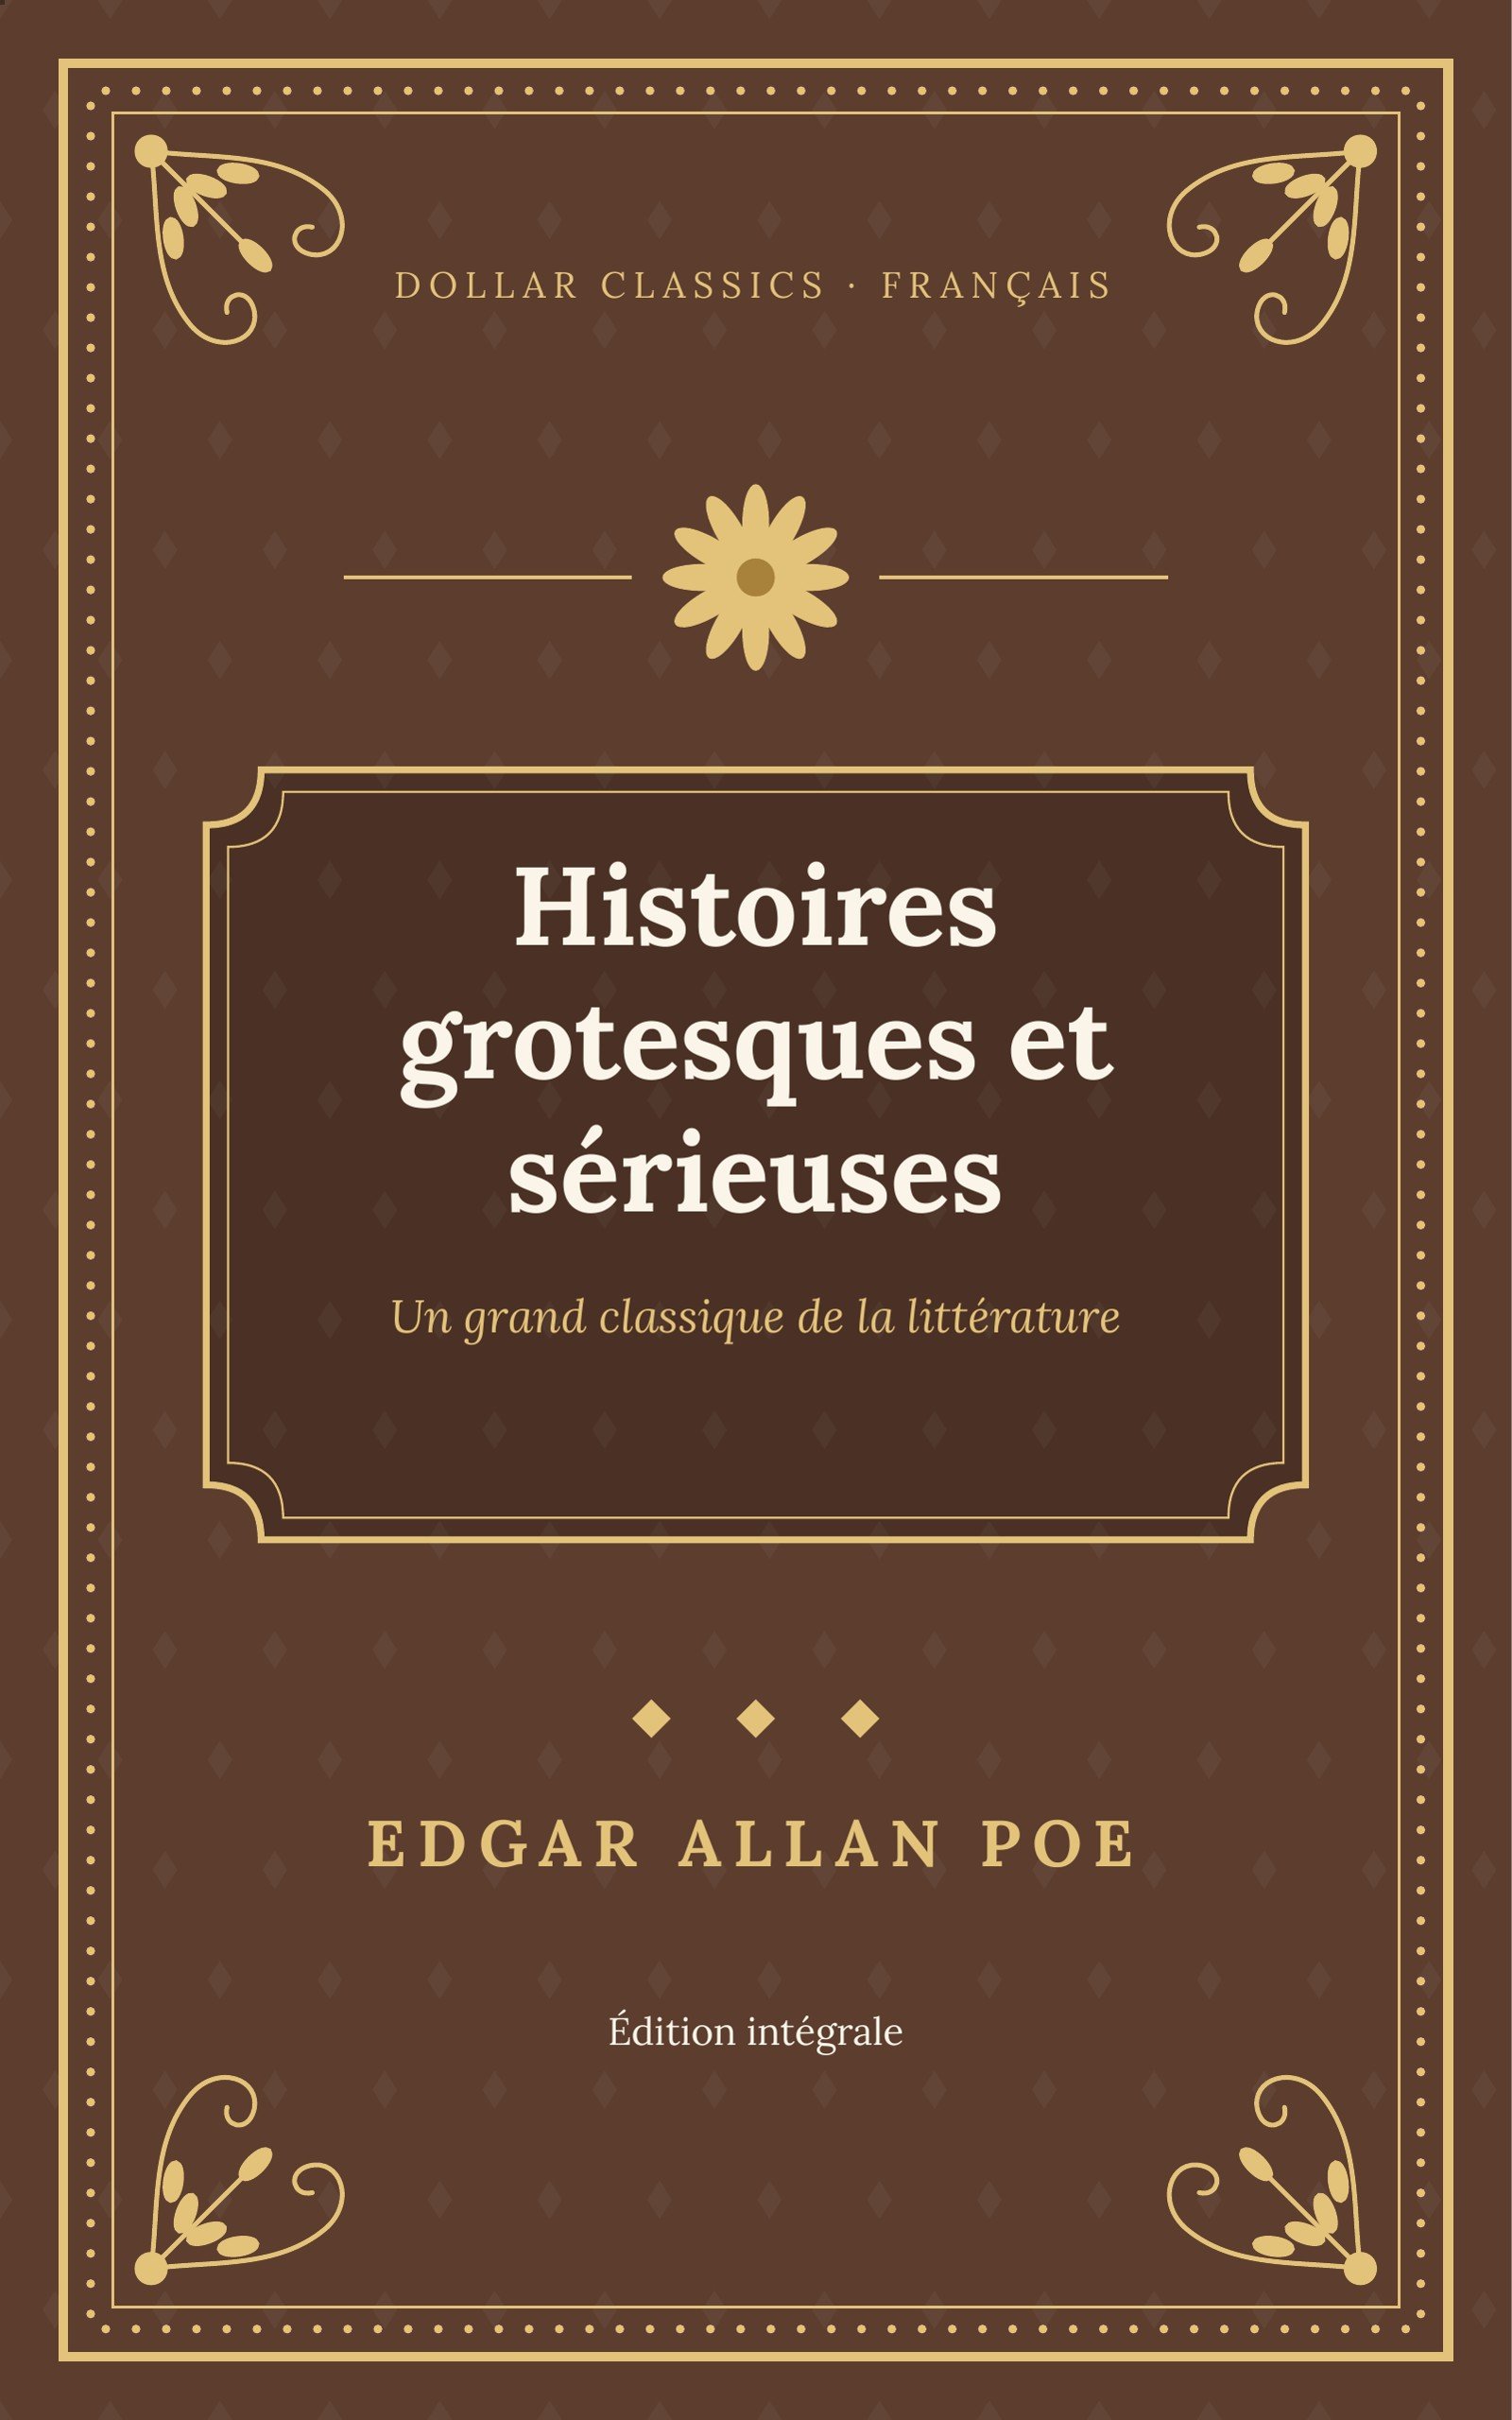 DOLLAR CLASSICS · FRANÇAIS
Histoires
grotesques et
sérieuses
Un grand classique de la littérature
EDGAR ALLAN POE
Édition intégrale